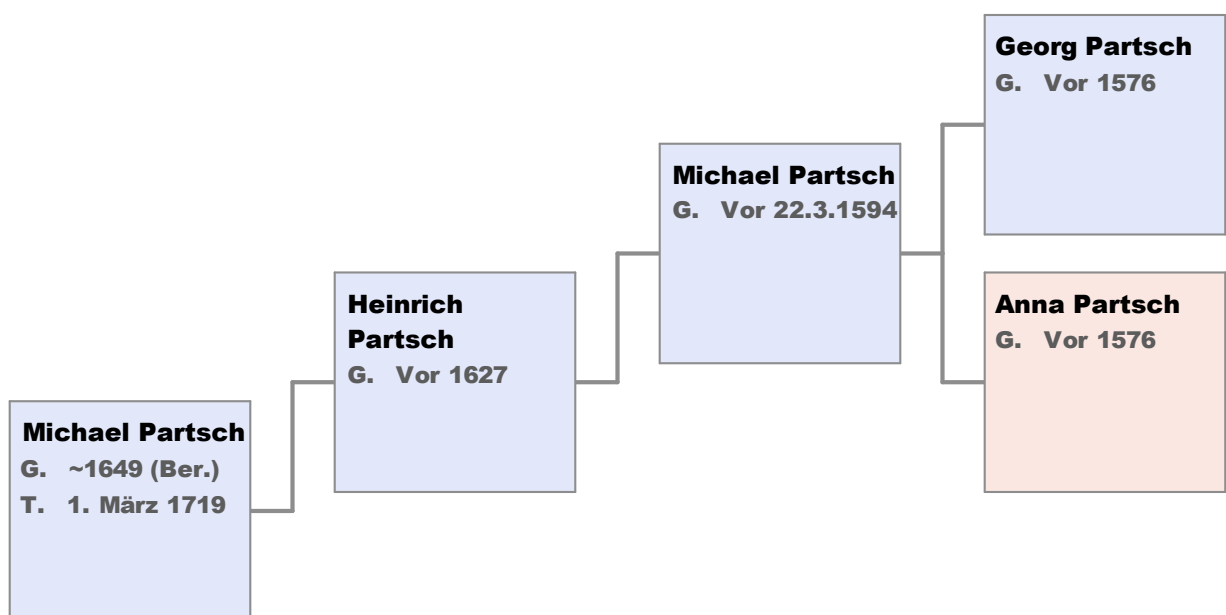 Georg Partsch
G. Vor 1576
Michael Partsch
G. Vor 22.3.1594
Heinrich
Partsch
G. Vor 1627
Anna Partsch
G. Vor 1576
Michael Partsch
G. ~1649 (Ber.)
T. 1. März 1719